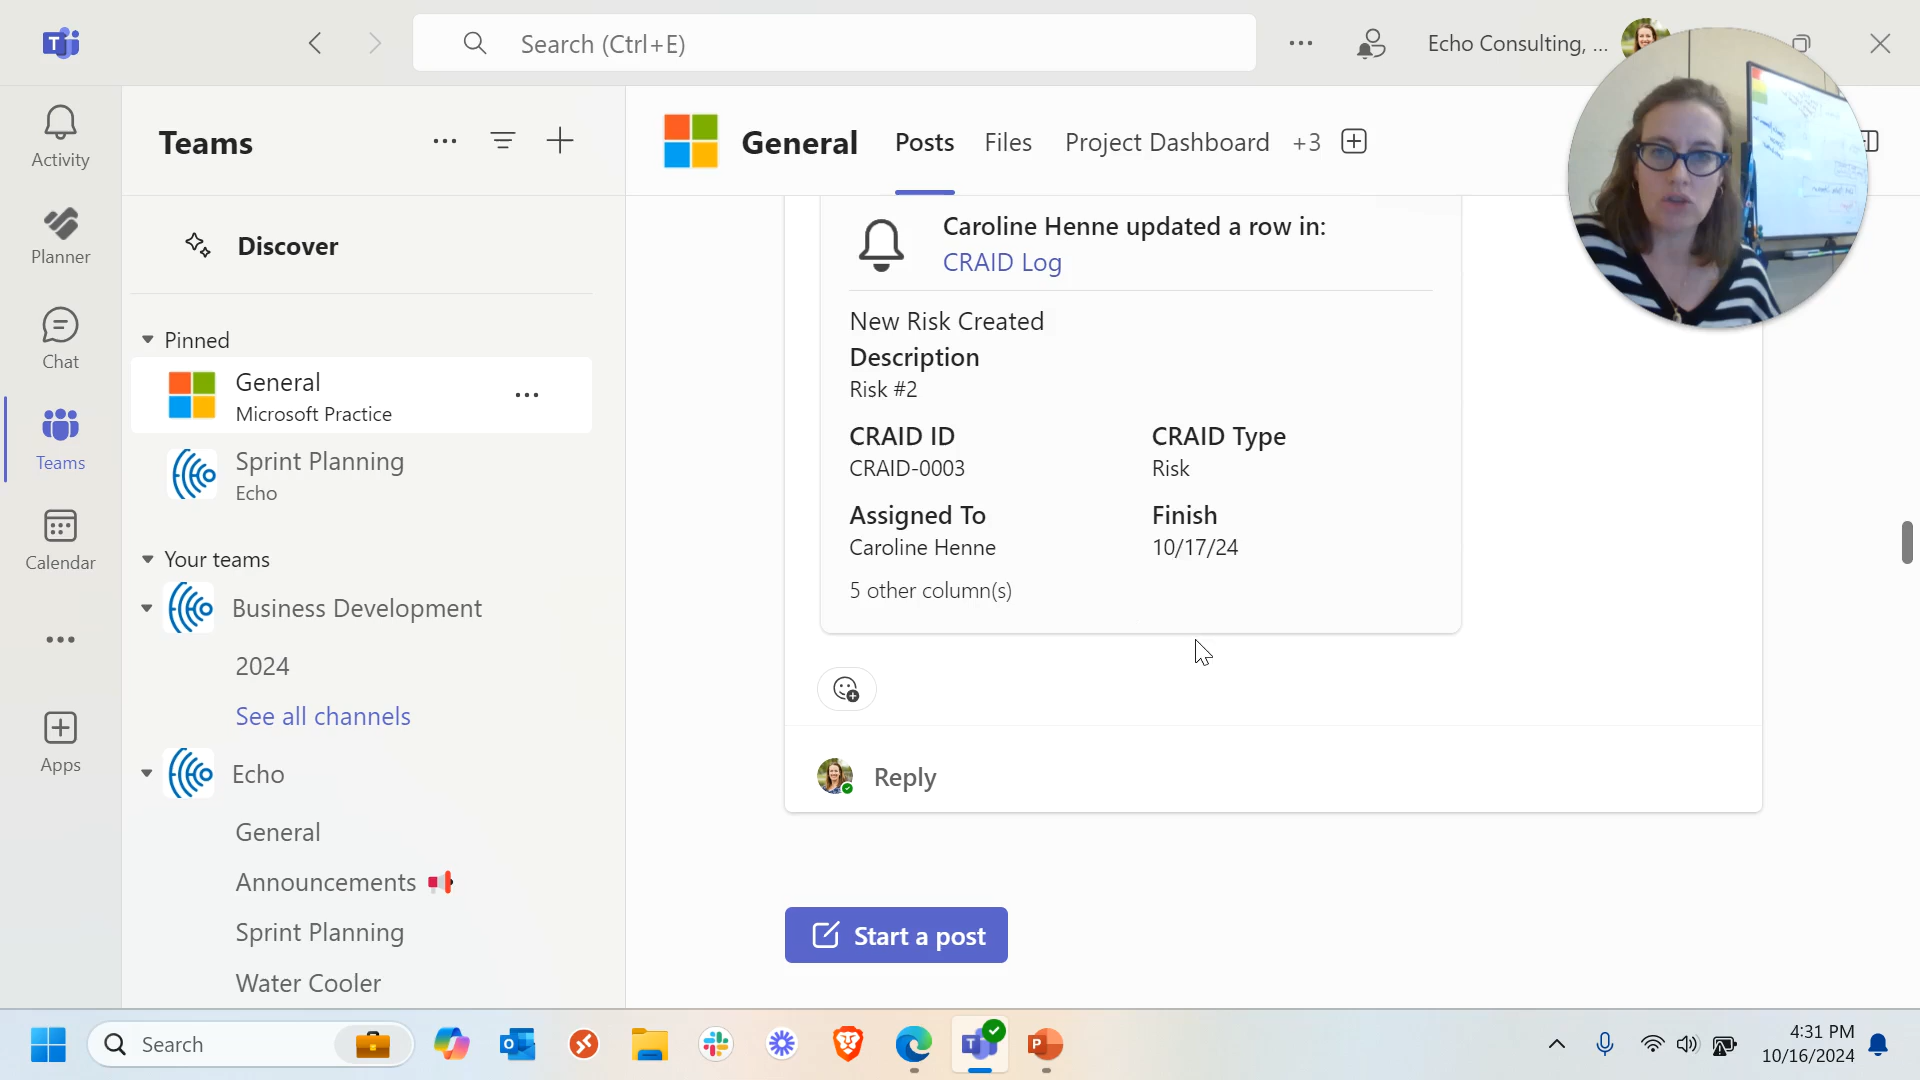 Search (Ctrl+E)
Echo Consulting, ...
Activity
Planner
Chat
Teams
Calendar
Apps
Teams
Discover
Pinned
General
Microsoft Practice
Sprint Planning
Echo
Your teams
Business Development
2024
See all channels
Echo
General
Announcements
Sprint Planning
Water Cooler
General
Posts
Files
Project Dashboard
+3
Caroline Henne updated a row in:
CRAID Log
New Risk Created
Description
Risk #2
CRAID ID
CRAID Type
CRAID-0003
Risk
Assigned To
Finish
Caroline Henne
10/17/24
5 other column(s)
Reply
Start a post
Search
4:31 PM
10/16/2024